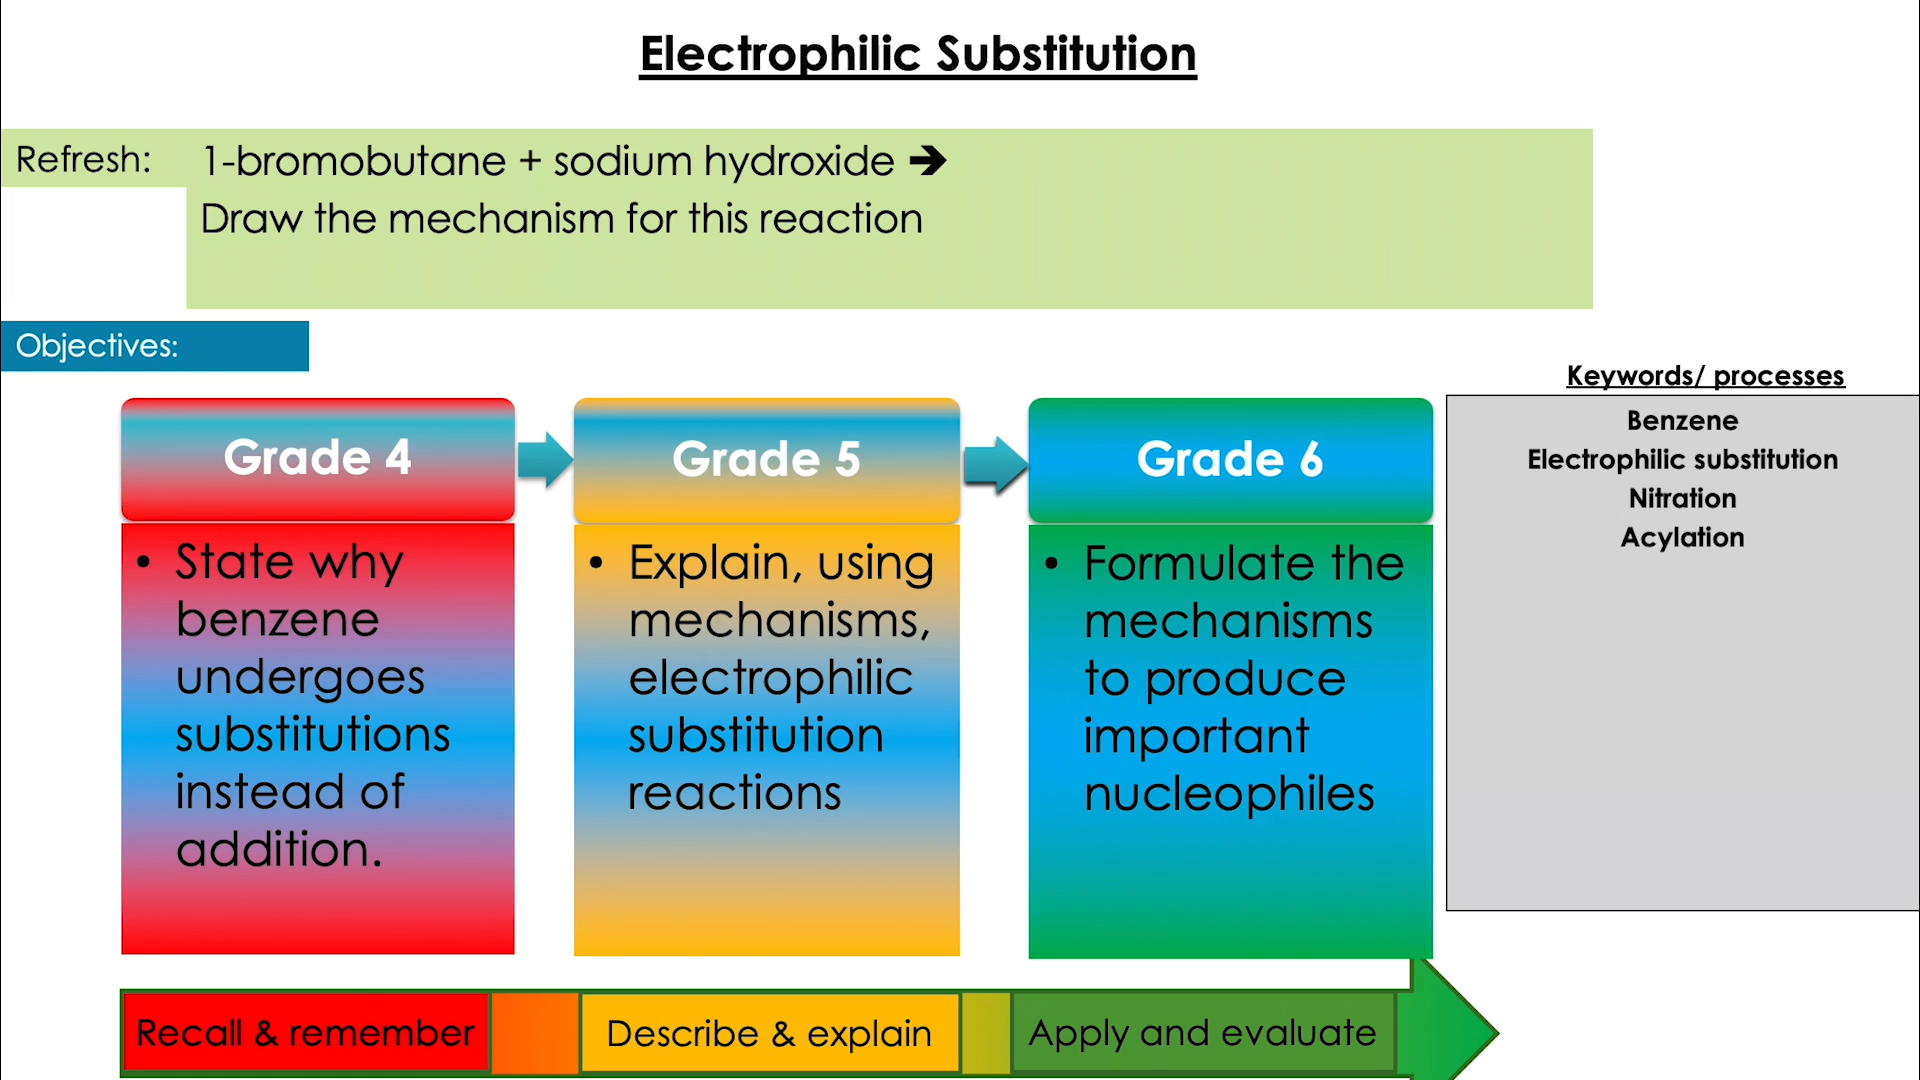 Electrophilic Substitution
Refresh: 1-bromobutane + sodium hydroxide ➔
Draw the mechanism for this reaction
Objectives:
Keywords/ processes
Benzene
Electrophilic substitution
Nitration
Acylation
Grade 4
• State why
benzene
undergoes
substitutions
instead of
addition.
Grade 5
• Explain, using
mechanisms,
electrophilic
substitution
reactions
Grade 6
• Formulate the
mechanisms
to produce
important
nucleophiles
Recall & remember
Describe & explain
Apply and evaluate